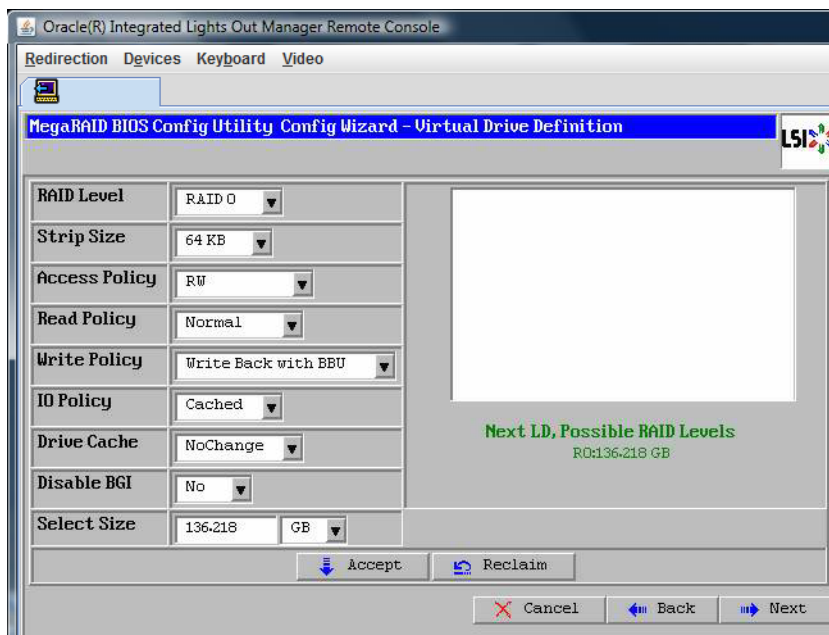 Oracle(R) Integrated Lights Out Manager Remote Console
Redirection Devices Keyboard Video
MegaRAID BIOS Config Utility Config Wizard - Virtual Drive Definition
LSI
RAID Level RAID 0
Strip Size 64 KB
Access Policy RW
Read Policy Normal
Write Policy Write Back with BBU
IO Policy Cached
Drive Cache NoChange
Disable BGI No
Select Size 136.218 GB
Next LD, Possible RAID Levels
R0:136.218 GB
Accept Reclaim
Cancel Back Next